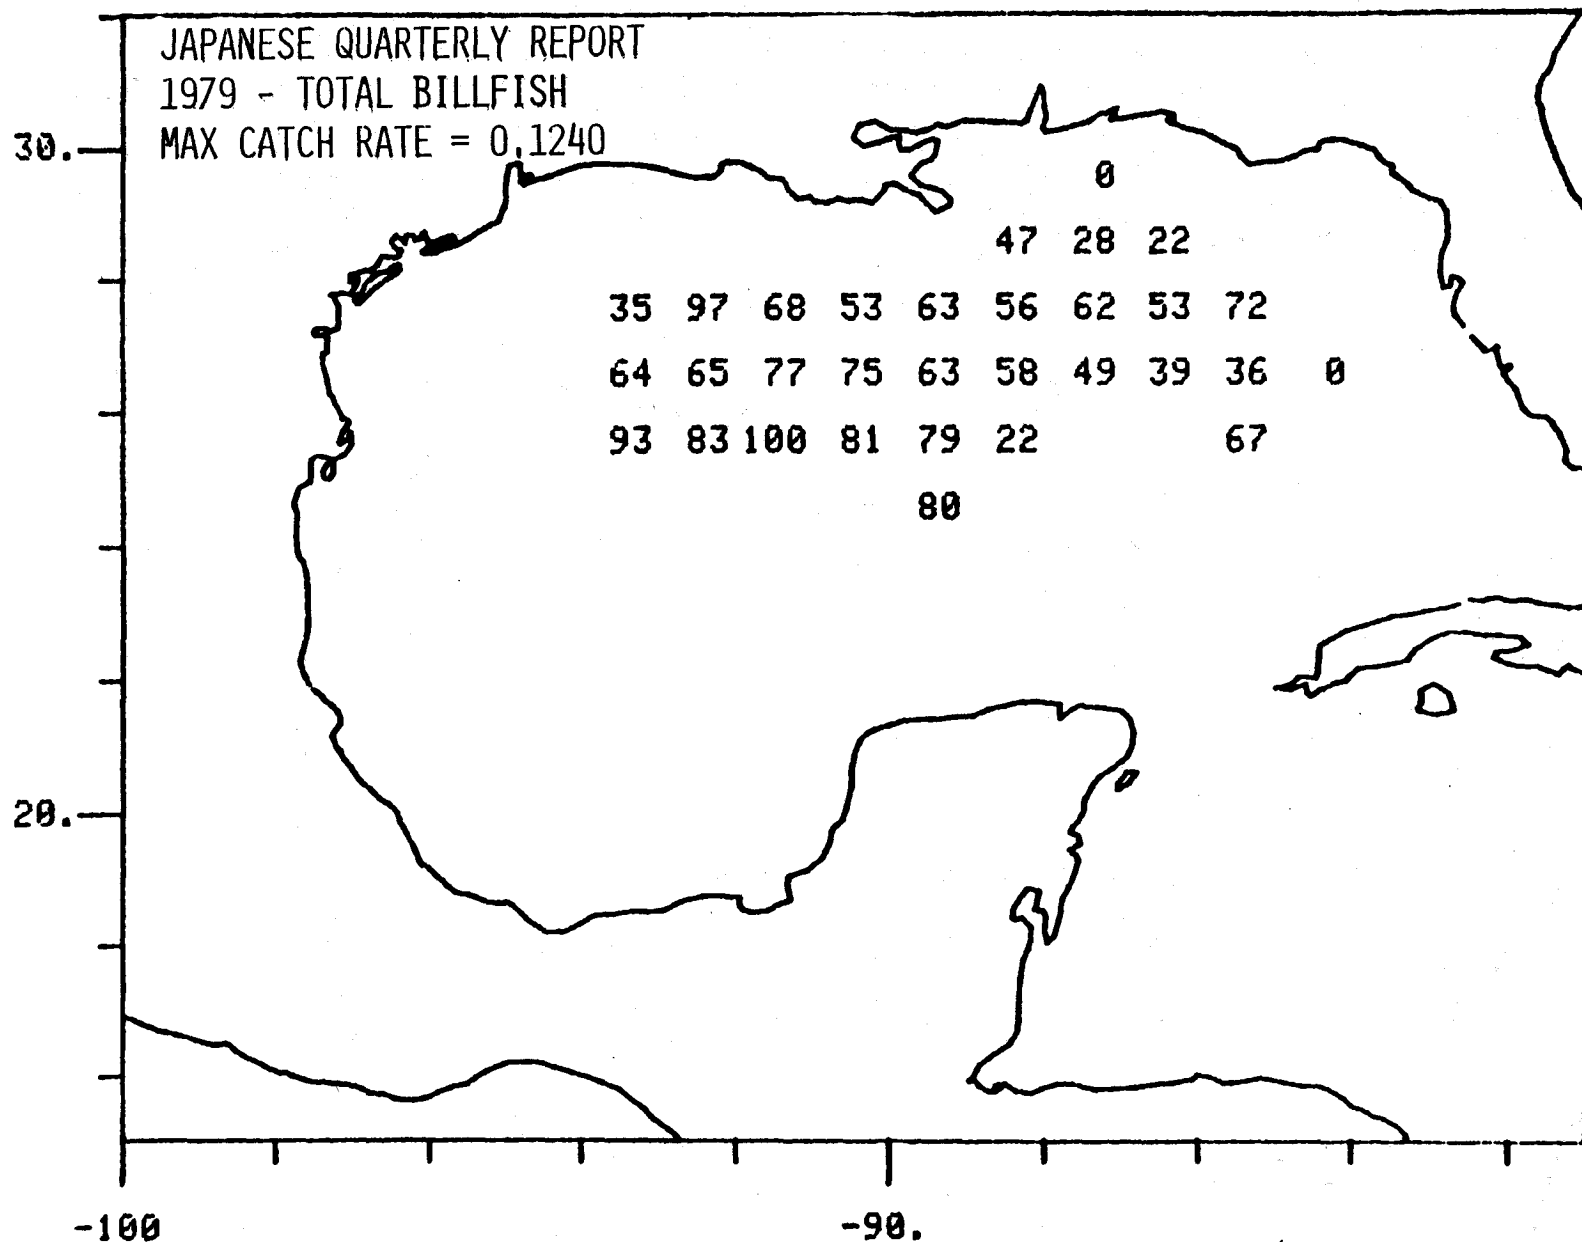 JAPANESE QUARTERLY REPORT
1979 - TOTAL BILLFISH
MAX CATCH RATE = 0.1240
30.
0
47 28 22
35 97 68 53 63 56 62 53 72
64 65 77 75 63 58 49 39 36 0
93 83 100 81 79 22 67
80
20.
-100 -90.